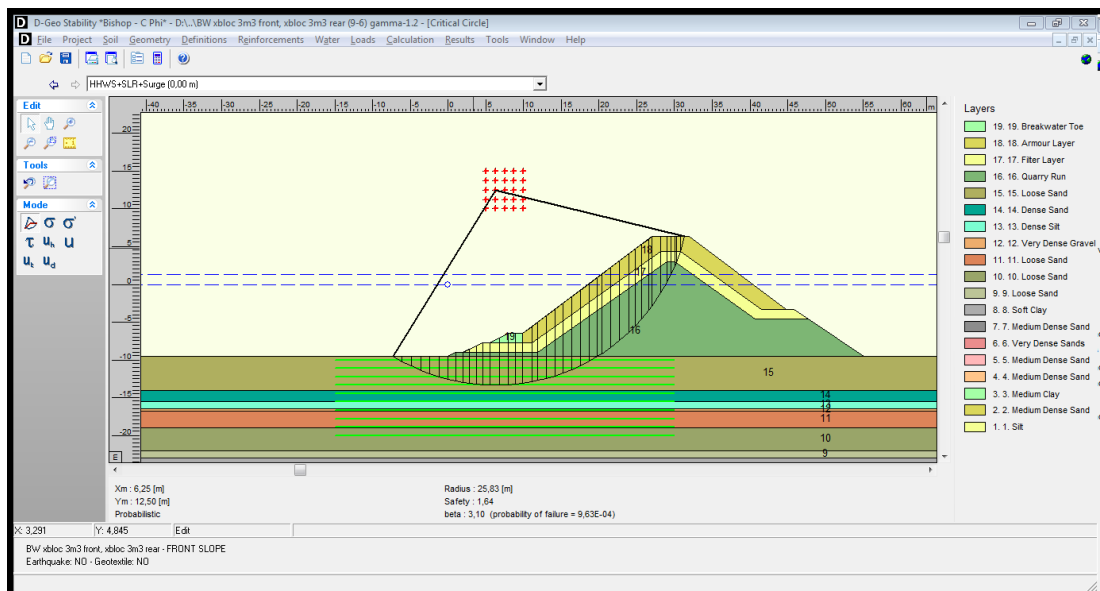 D-Geo Stability *Bishop - C Phi* - D:\..\BW xbloc 3m3 front, xbloc 3m3 rear (9-6) gamma-1.2 - [Critical Circle]
File Project Soil Geometry Definitions Reinforcements Water Loads Calculation Results Tools Window Help
HHWS+SLR+Surge (0,00 m)
Edit
Tools
Mode
σ σ'
τ uh u
ut ud
-40 -35 -30 -25 -20 -15 -10 -5 0 5 10 15 20 25 30 35 40 45 50 55 60 m
20
15
10
5
0
-5
-10
-15
-20
E
18
17
19
16
15
14
13
12
11
10
9
Layers
19. 19. Breakwater Toe
18. 18. Armour Layer
17. 17. Filter Layer
16. 16. Quarry Run
15. 15. Loose Sand
14. 14. Dense Sand
13. 13. Dense Silt
12. 12. Very Dense Gravel
11. 11. Loose Sand
10. 10. Loose Sand
9. 9. Loose Sand
8. 8. Soft Clay
7. 7. Medium Dense Sand
6. 6. Very Dense Sands
5. 5. Medium Dense Sand
4. 4. Medium Dense Sand
3. 3. Medium Clay
2. 2. Medium Dense Sand
1. 1. Silt
Xm : 6,25 [m] Radius : 25,83 [m]
Ym : 12,50 [m] Safety : 1,64
Probabilistic beta : 3,10 (probability of failure = 9,63E-04)
X: 3,291 Y: 4,845 Edit
BW xbloc 3m3 front, xbloc 3m3 rear - FRONT SLOPE
Earthquake: NO - Geotextile: NO